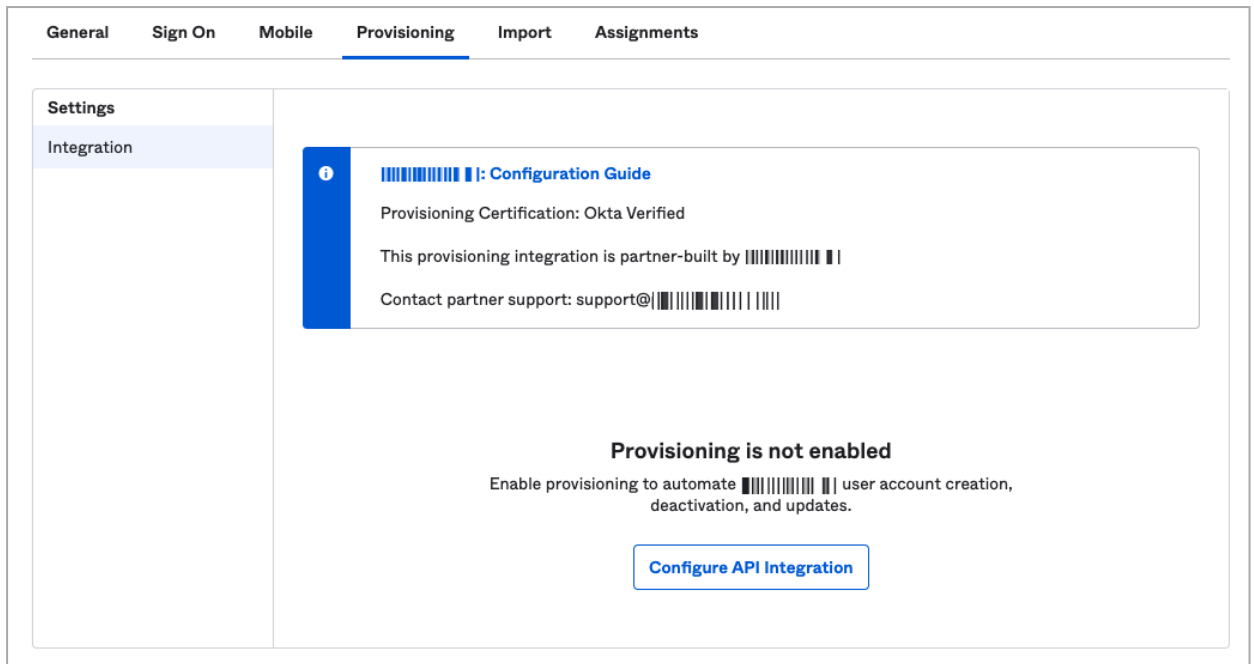 General Sign On Mobile Provisioning Import Assignments
Settings
Integration
: Configuration Guide
Provisioning Certification: Okta Verified
This provisioning integration is partner-built by
Contact partner support: support@
Provisioning is not enabled
Enable provisioning to automate user account creation,
deactivation, and updates.
Configure API Integration